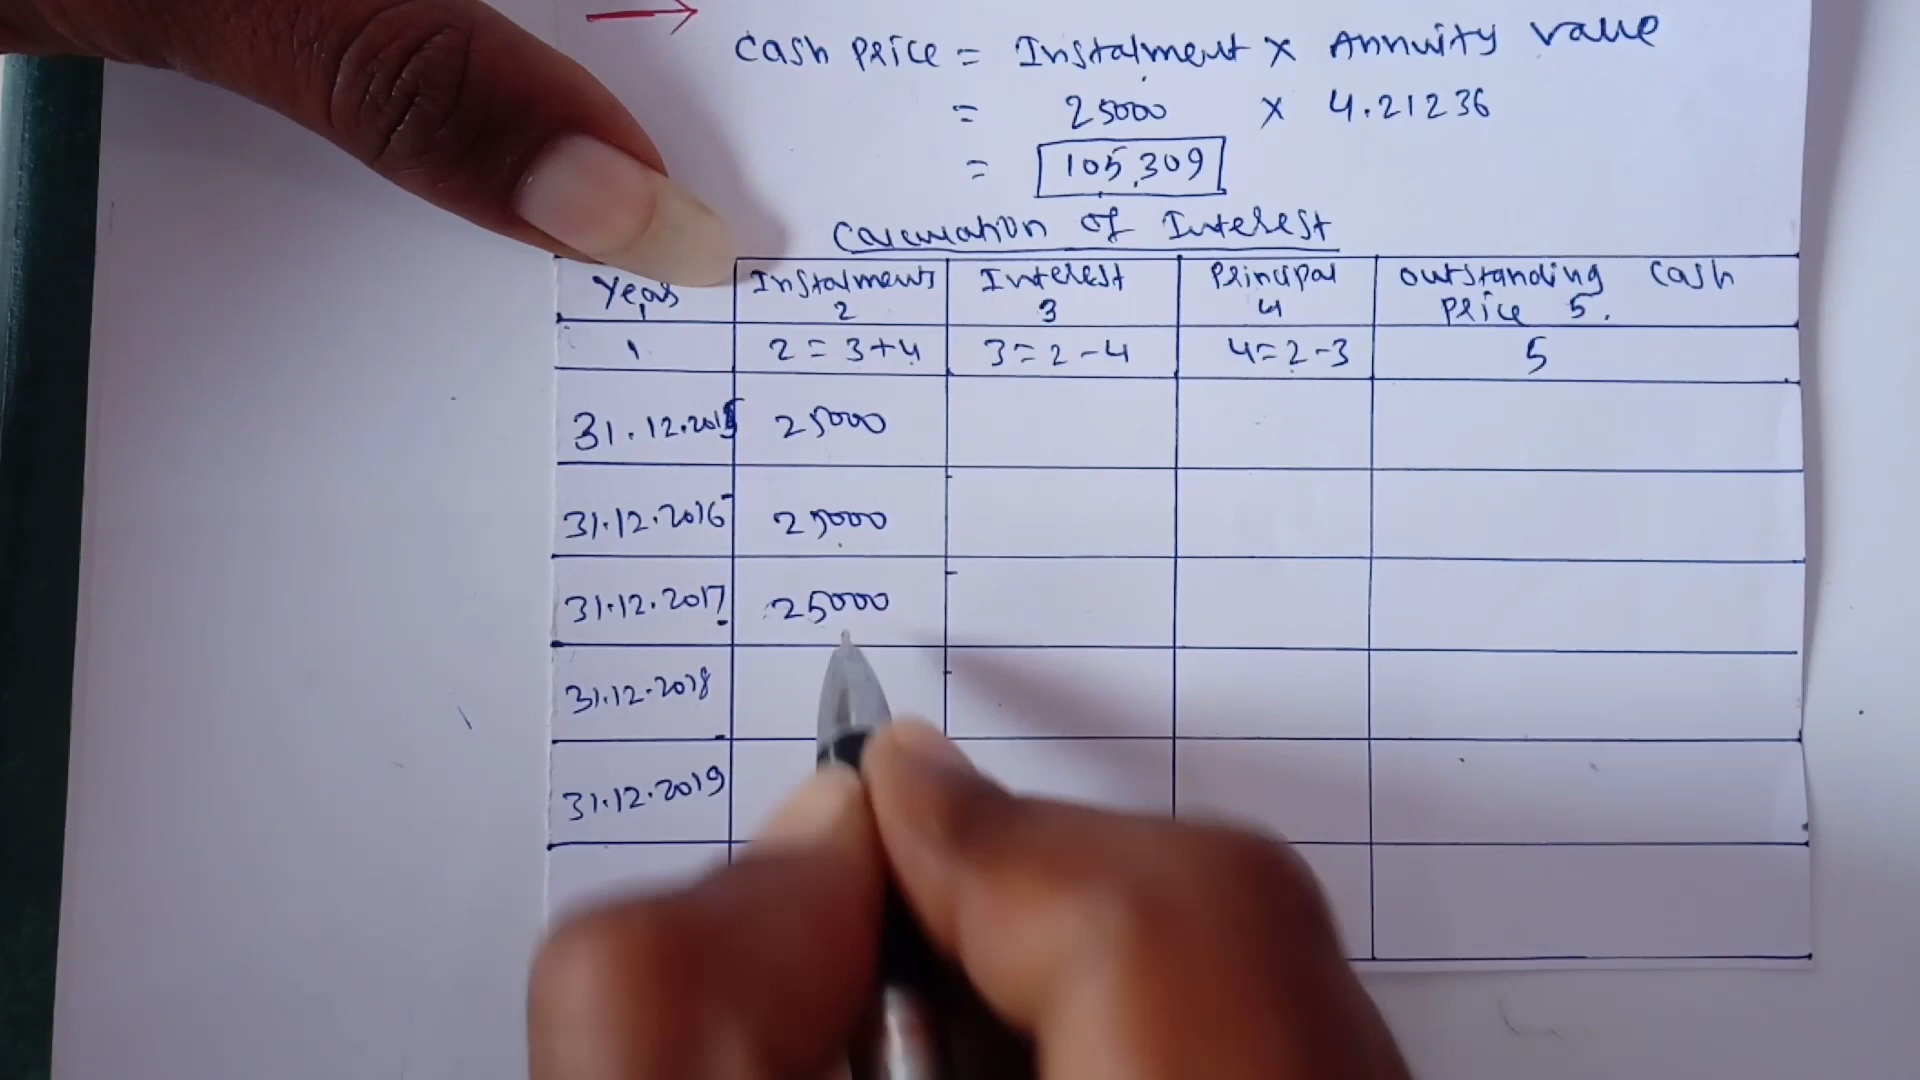 Cash Price = Instalment x Annuity value
= 25000 x 4.21236
= 105,309
Calculation of Interest
Years Instalments 2 Interest 3 Principal 4 Outstanding Cash Price 5.
1 2 = 3+4 3 = 2 - 4 4 = 2 - 3 5
31.12.2015 25000
31.12.2016 25000
31.12.2017 25000
31.12.2018
31.12.2019